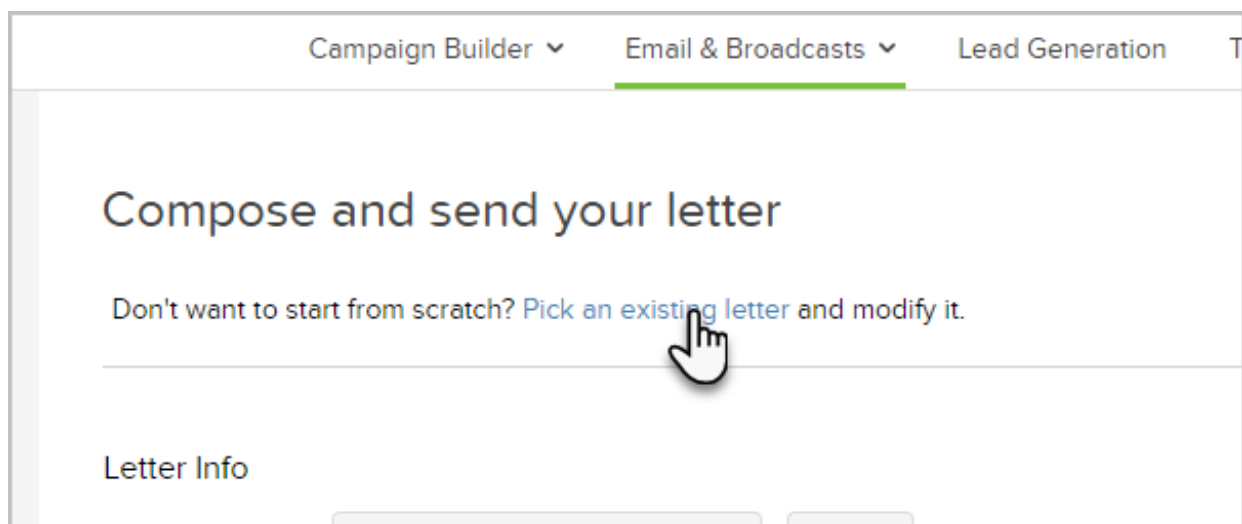 Campaign Builder Email & Broadcasts Lead Generation T
Compose and send your letter
Don't want to start from scratch? Pick an existing letter and modify it.
Letter Info